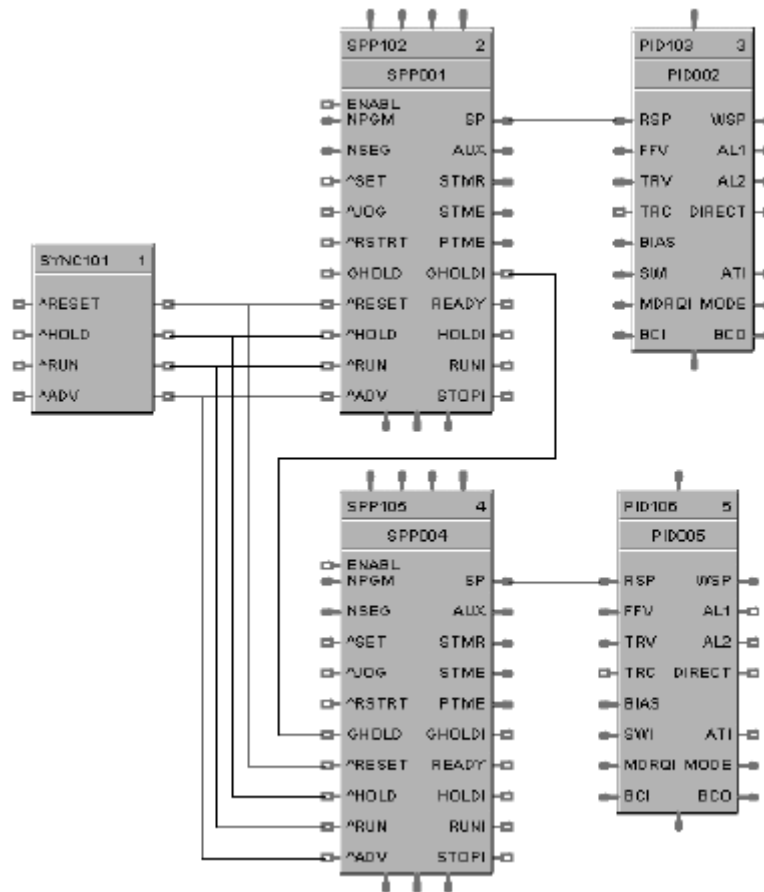 SPP102 2
SPP001
ENABL
NPGM SP
NSEG AUX
^SET STMR
^JOG STME
^RSTRT PTME
GHOLD GHOLDI
^RESET READY
^HOLD HOLDI
^RUN RUNI
^ADV STOPI
PID103 3
PID002
RSP WSP
FFV AL1
TRV AL2
TRC DIRECT
BIAS
SWI ATI
MDRQI MODE
BCI BCO
SYNC101 1
^RESET
^HOLD
^RUN
^ADV
SPP105 4
SPP004
ENABL
NPGM SP
NSEG AUX
^SET STMR
^JOG STME
^RSTRT PTME
GHOLD GHOLDI
^RESET READY
^HOLD HOLDI
^RUN RUNI
^ADV STOPI
PID106 5
PID005
RSP WSP
FFV AL1
TRV AL2
TRC DIRECT
BIAS
SWI ATI
MDRQI MODE
BCI BCO